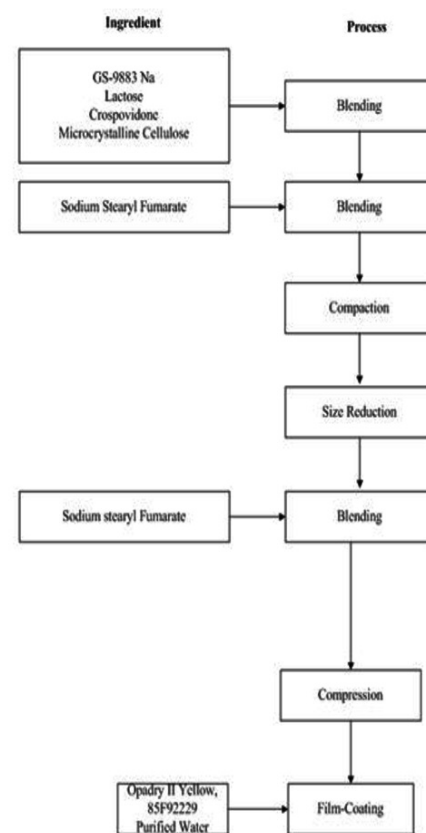 Ingredient
Process
GS-9883 Na
Lactose
Crospovidone
Microcrystalline Cellulose
Blending
Sodium Stearyl Fumarate
Blending
Compaction
Size Reduction
Sodium stearyl Fumarate
Blending
Compression
Opadry II Yellow,
85F92229
Purified Water
Film-Coating